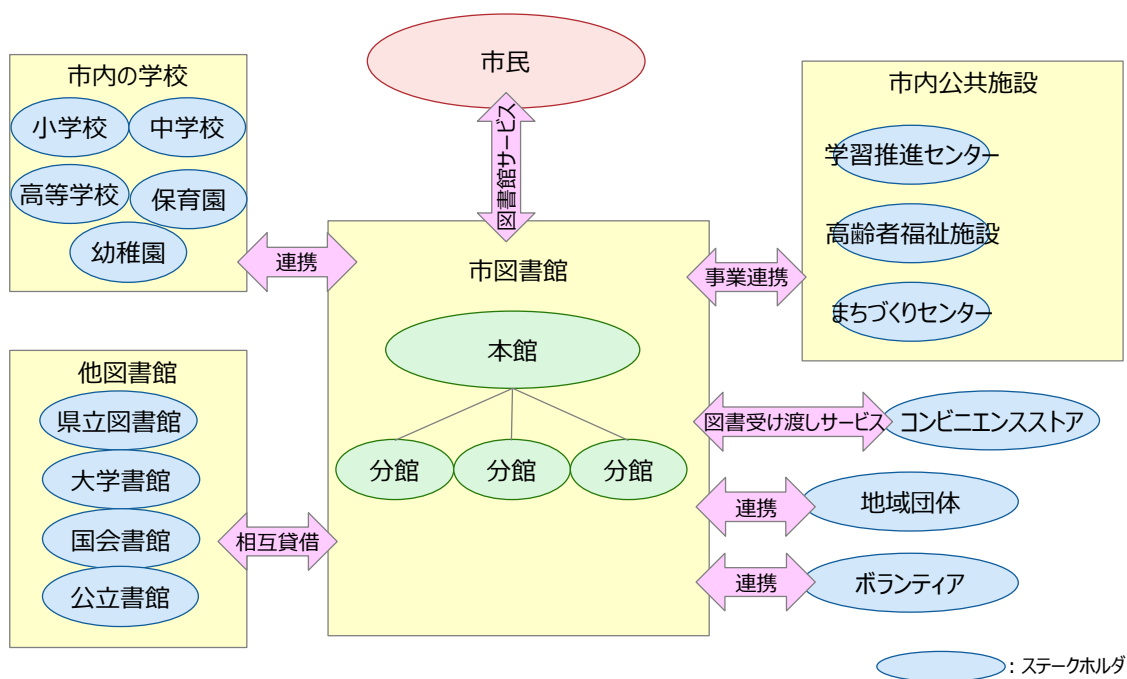 市民
図書館サービス
市内の学校
小学校
中学校
高等学校
保育園
幼稚園
連携
他図書館
県立図書館
大学書館
国会書館
公立書館
相互貸借
市図書館
本館
分館
分館
分館
市内公共施設
学習推進センター
高齢者福祉施設
まちづくりセンター
事業連携
図書受け渡しサービス
コンビニエンスストア
連携
地域団体
連携
ボランティア
：ステークホルダ